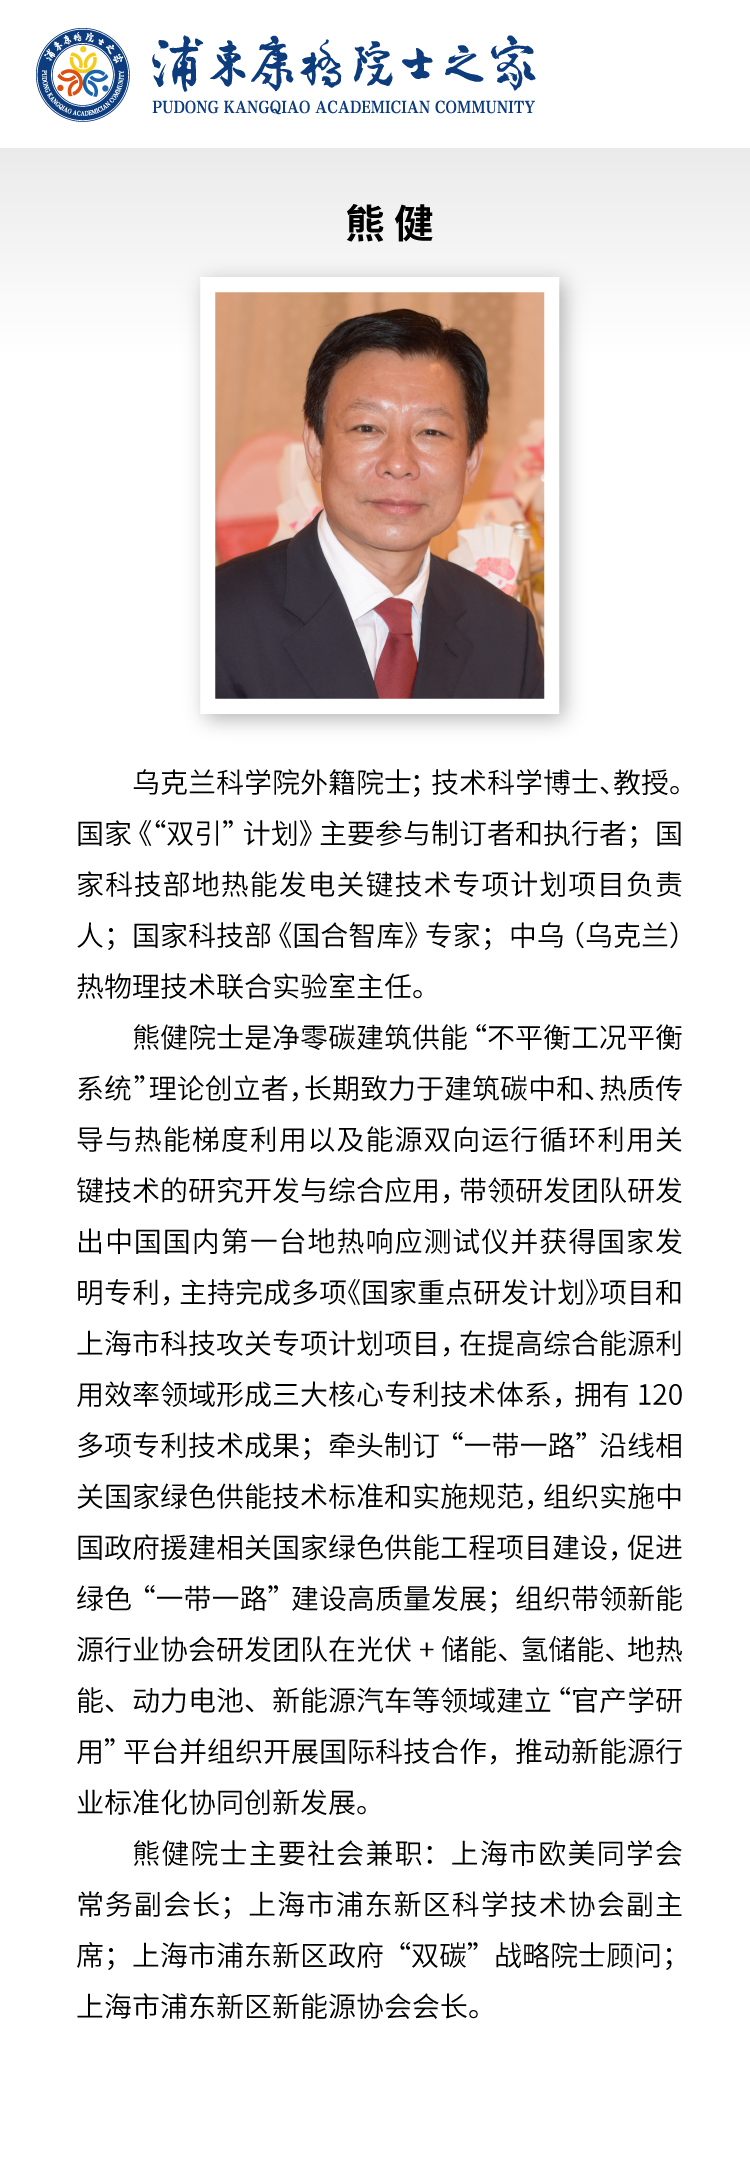 浦东康桥院士之家
PUDONG KANGQIAO ACADEMICIAN COMMUNITY
浦东康桥院士之家
PUDONG KANGQIAO ACADEMICIAN COMMUNITY
熊 健
乌克兰科学院外籍院士；技术科学博士、教授。
国家《“双引” 计划》主要参与制订者和执行者；国
家科技部地热能发电关键技术专项计划项目负责
人；国家科技部《国合智库》专家；中乌（乌克兰）
热物理技术联合实验室主任。
熊健院士是净零碳建筑供能 “不平衡工况平衡
系统”理论创立者，长期致力于建筑碳中和、热质传
导与热能梯度利用以及能源双向运行循环利用关
键技术的研究开发与综合应用，带领研发团队研发
出中国国内第一台地热响应测试仪并获得国家发
明专利，主持完成多项《国家重点研发计划》项目和
上海市科技攻关专项计划项目，在提高综合能源利
用效率领域形成三大核心专利技术体系，拥有 120
多项专利技术成果；牵头制订 “一带一路” 沿线相
关国家绿色供能技术标准和实施规范，组织实施中
国政府援建相关国家绿色供能工程项目建设，促进
绿色 “一带一路” 建设高质量发展；组织带领新能
源行业协会研发团队在光伏 + 储能、氢储能、地热
能、动力电池、新能源汽车等领域建立 “官产学研
用” 平台并组织开展国际科技合作，推动新能源行
业标准化协同创新发展。
熊健院士主要社会兼职：上海市欧美同学会
常务副会长；上海市浦东新区科学技术协会副主
席；上海市浦东新区政府 “双碳” 战略院士顾问；
上海市浦东新区新能源协会会长。